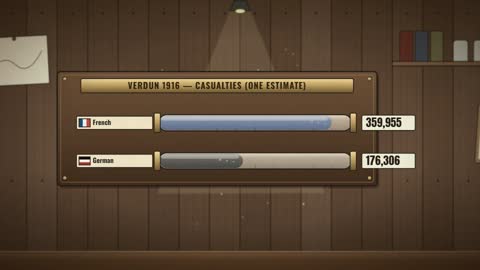 VERDUN 1916 — CASUALTIES (ONE ESTIMATE)
French
359,955
German
176,306